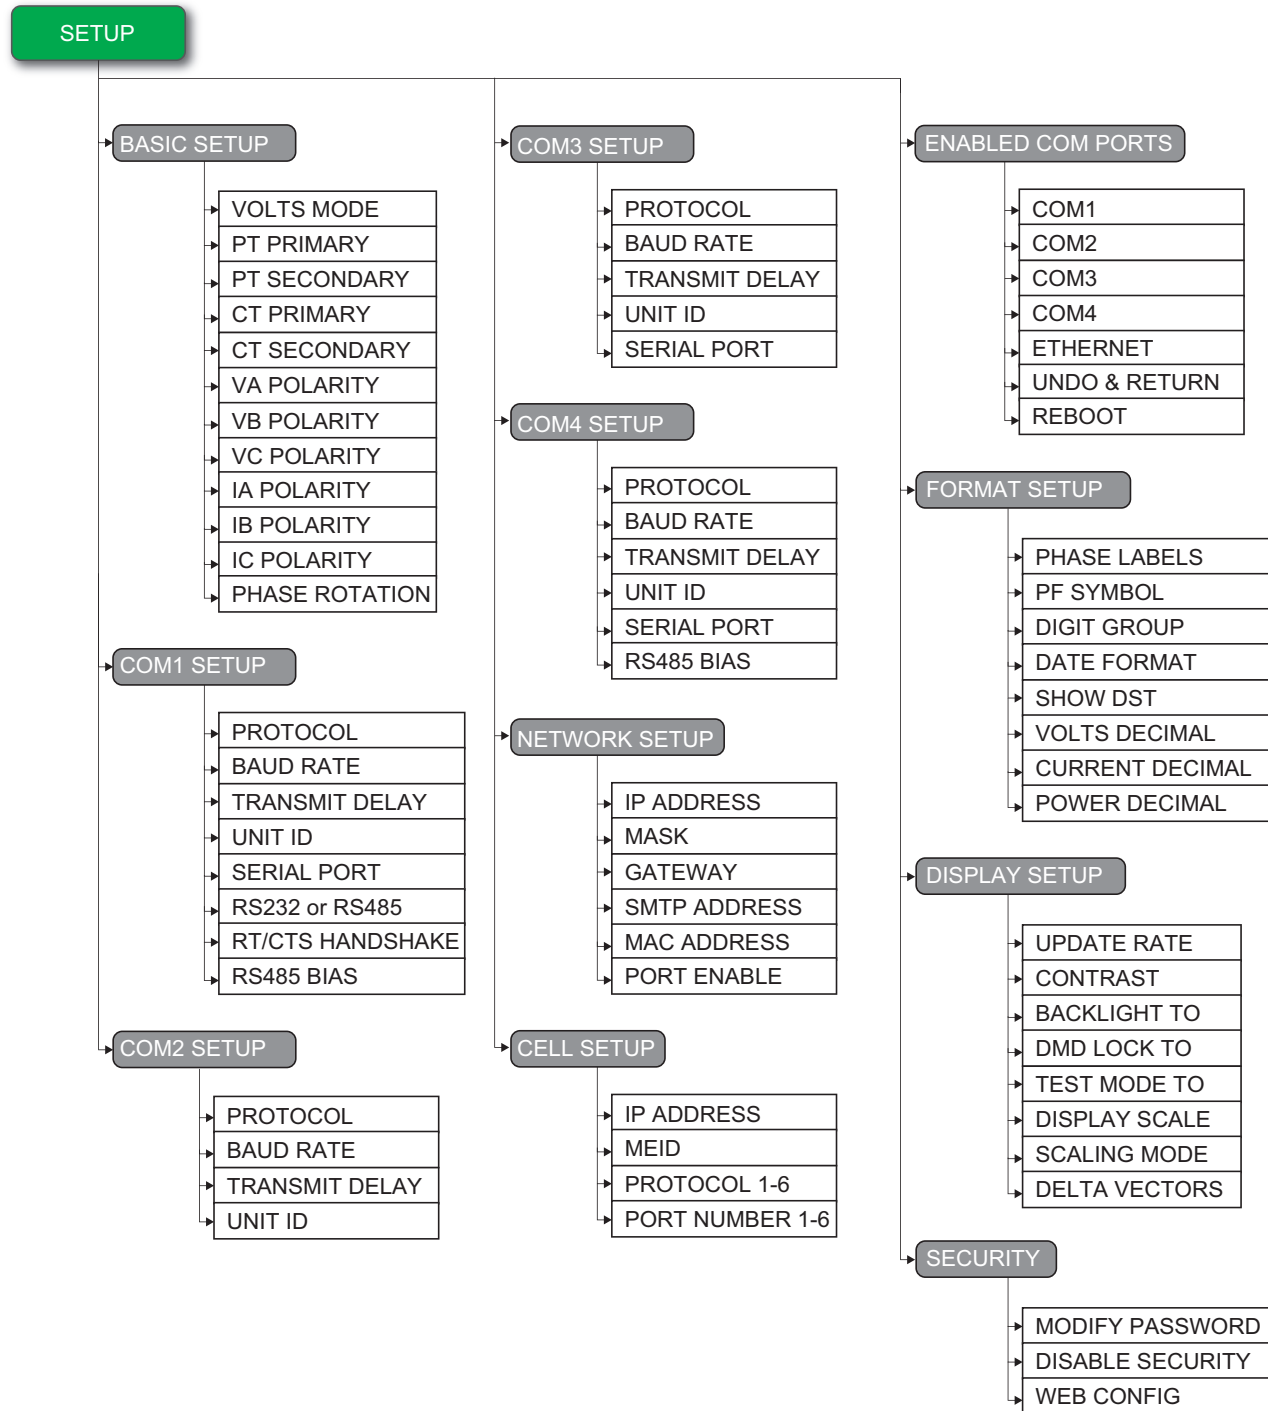 SETUP
BASIC SETUP
VOLTS MODE
PT PRIMARY
PT SECONDARY
CT PRIMARY
CT SECONDARY
VA POLARITY
VB POLARITY
VC POLARITY
IA POLARITY
IB POLARITY
IC POLARITY
PHASE ROTATION
COM1 SETUP
PROTOCOL
BAUD RATE
TRANSMIT DELAY
UNIT ID
SERIAL PORT
RS232 or RS485
RT/CTS HANDSHAKE
RS485 BIAS
COM2 SETUP
PROTOCOL
BAUD RATE
TRANSMIT DELAY
UNIT ID
COM3 SETUP
PROTOCOL
BAUD RATE
TRANSMIT DELAY
UNIT ID
SERIAL PORT
COM4 SETUP
PROTOCOL
BAUD RATE
TRANSMIT DELAY
UNIT ID
SERIAL PORT
RS485 BIAS
NETWORK SETUP
IP ADDRESS
MASK
GATEWAY
SMTP ADDRESS
MAC ADDRESS
PORT ENABLE
CELL SETUP
IP ADDRESS
MEID
PROTOCOL 1-6
PORT NUMBER 1-6
ENABLED COM PORTS
COM1
COM2
COM3
COM4
ETHERNET
UNDO & RETURN
REBOOT
FORMAT SETUP
PHASE LABELS
PF SYMBOL
DIGIT GROUP
DATE FORMAT
SHOW DST
VOLTS DECIMAL
CURRENT DECIMAL
POWER DECIMAL
DISPLAY SETUP
UPDATE RATE
CONTRAST
BACKLIGHT TO
DMD LOCK TO
TEST MODE TO
DISPLAY SCALE
SCALING MODE
DELTA VECTORS
SECURITY
MODIFY PASSWORD
DISABLE SECURITY
WEB CONFIG